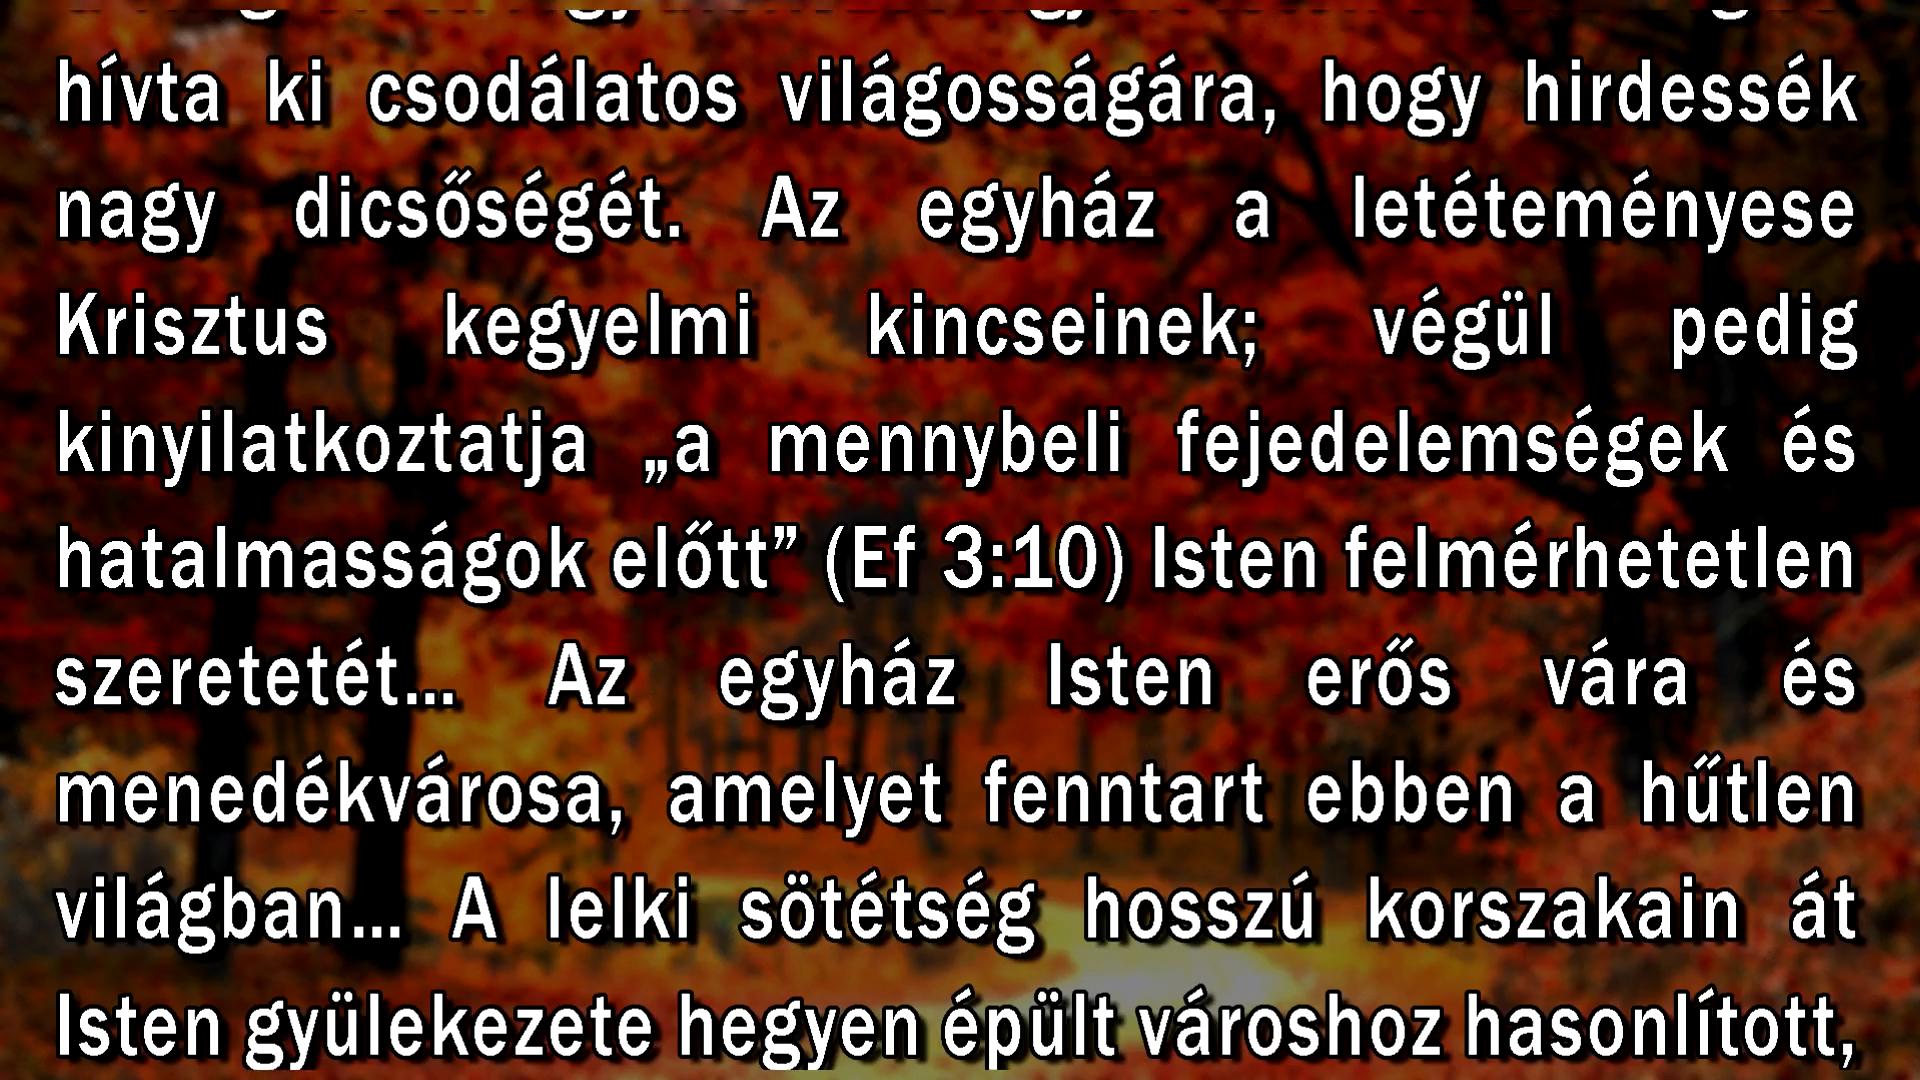 hívta ki csodálatos világosságára, hogy hirdessék
nagy dicsőségét. Az egyház a letéteményese
Krisztus kegyelmi kincseinek; végül pedig
kinyilatkoztatja „a mennybeli fejedelemségek és
hatalmasságok előtt” (Ef 3:10) Isten felmérhetetlen
szeretetét... Az egyház Isten erős vára és
menedékvárosa, amelyet fenntart ebben a hűtlen
világban... A lelki sötétség hosszú korszakain át
Isten gyülekezete hegyen épült városhoz hasonlított,